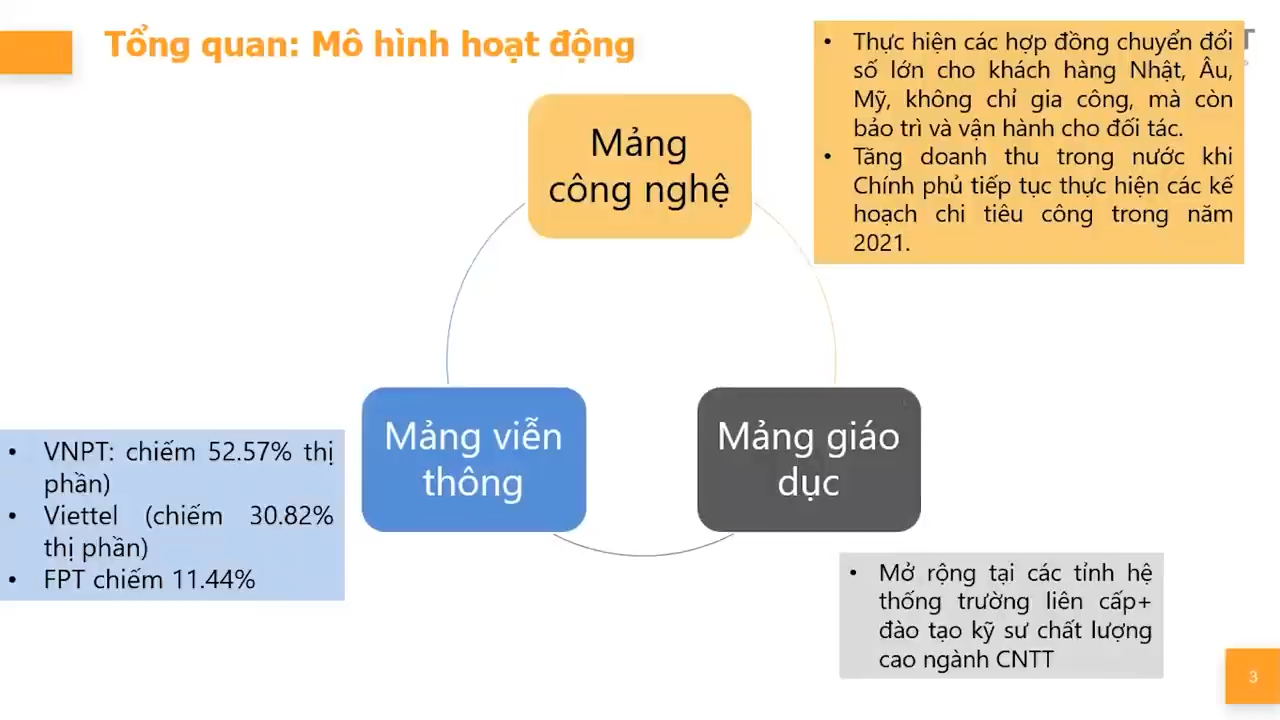 Tổng quan: Mô hình hoạt động
• Thực hiện các hợp đồng chuyển đổi
số lớn cho khách hàng Nhật, Âu,
Mỹ, không chỉ gia công, mà còn
bảo trì và vận hành cho đối tác.
• Tăng doanh thu trong nước khi
Chính phủ tiếp tục thực hiện các kế
hoạch chi tiêu công trong năm
2021.
Mảng
công nghệ
Mảng viễn
thông
Mảng giáo
dục
• VNPT: chiếm 52.57% thị
phần)
• Viettel (chiếm 30.82%
thị phần)
• FPT chiếm 11.44%
• Mở rộng tại các tỉnh hệ
thống trường liên cấp+
đào tạo kỹ sư chất lượng
cao ngành CNTT
3